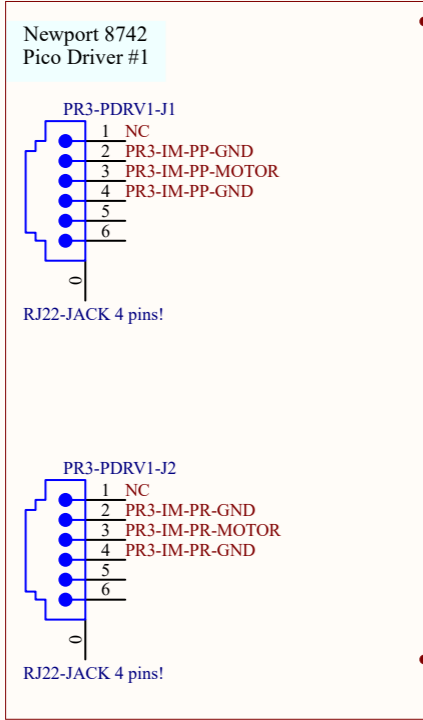 Newport 8742
Pico Driver #1
PR3-PDRV1-J1
1 NC
2 PR3-IM-PP-GND
3 PR3-IM-PP-MOTOR
4 PR3-IM-PP-GND
5
6
0
RJ22-JACK 4 pins!
PR3-PDRV1-J2
1 NC
2 PR3-IM-PR-GND
3 PR3-IM-PR-MOTOR
4 PR3-IM-PR-GND
5
6
0
RJ22-JACK 4 pins!